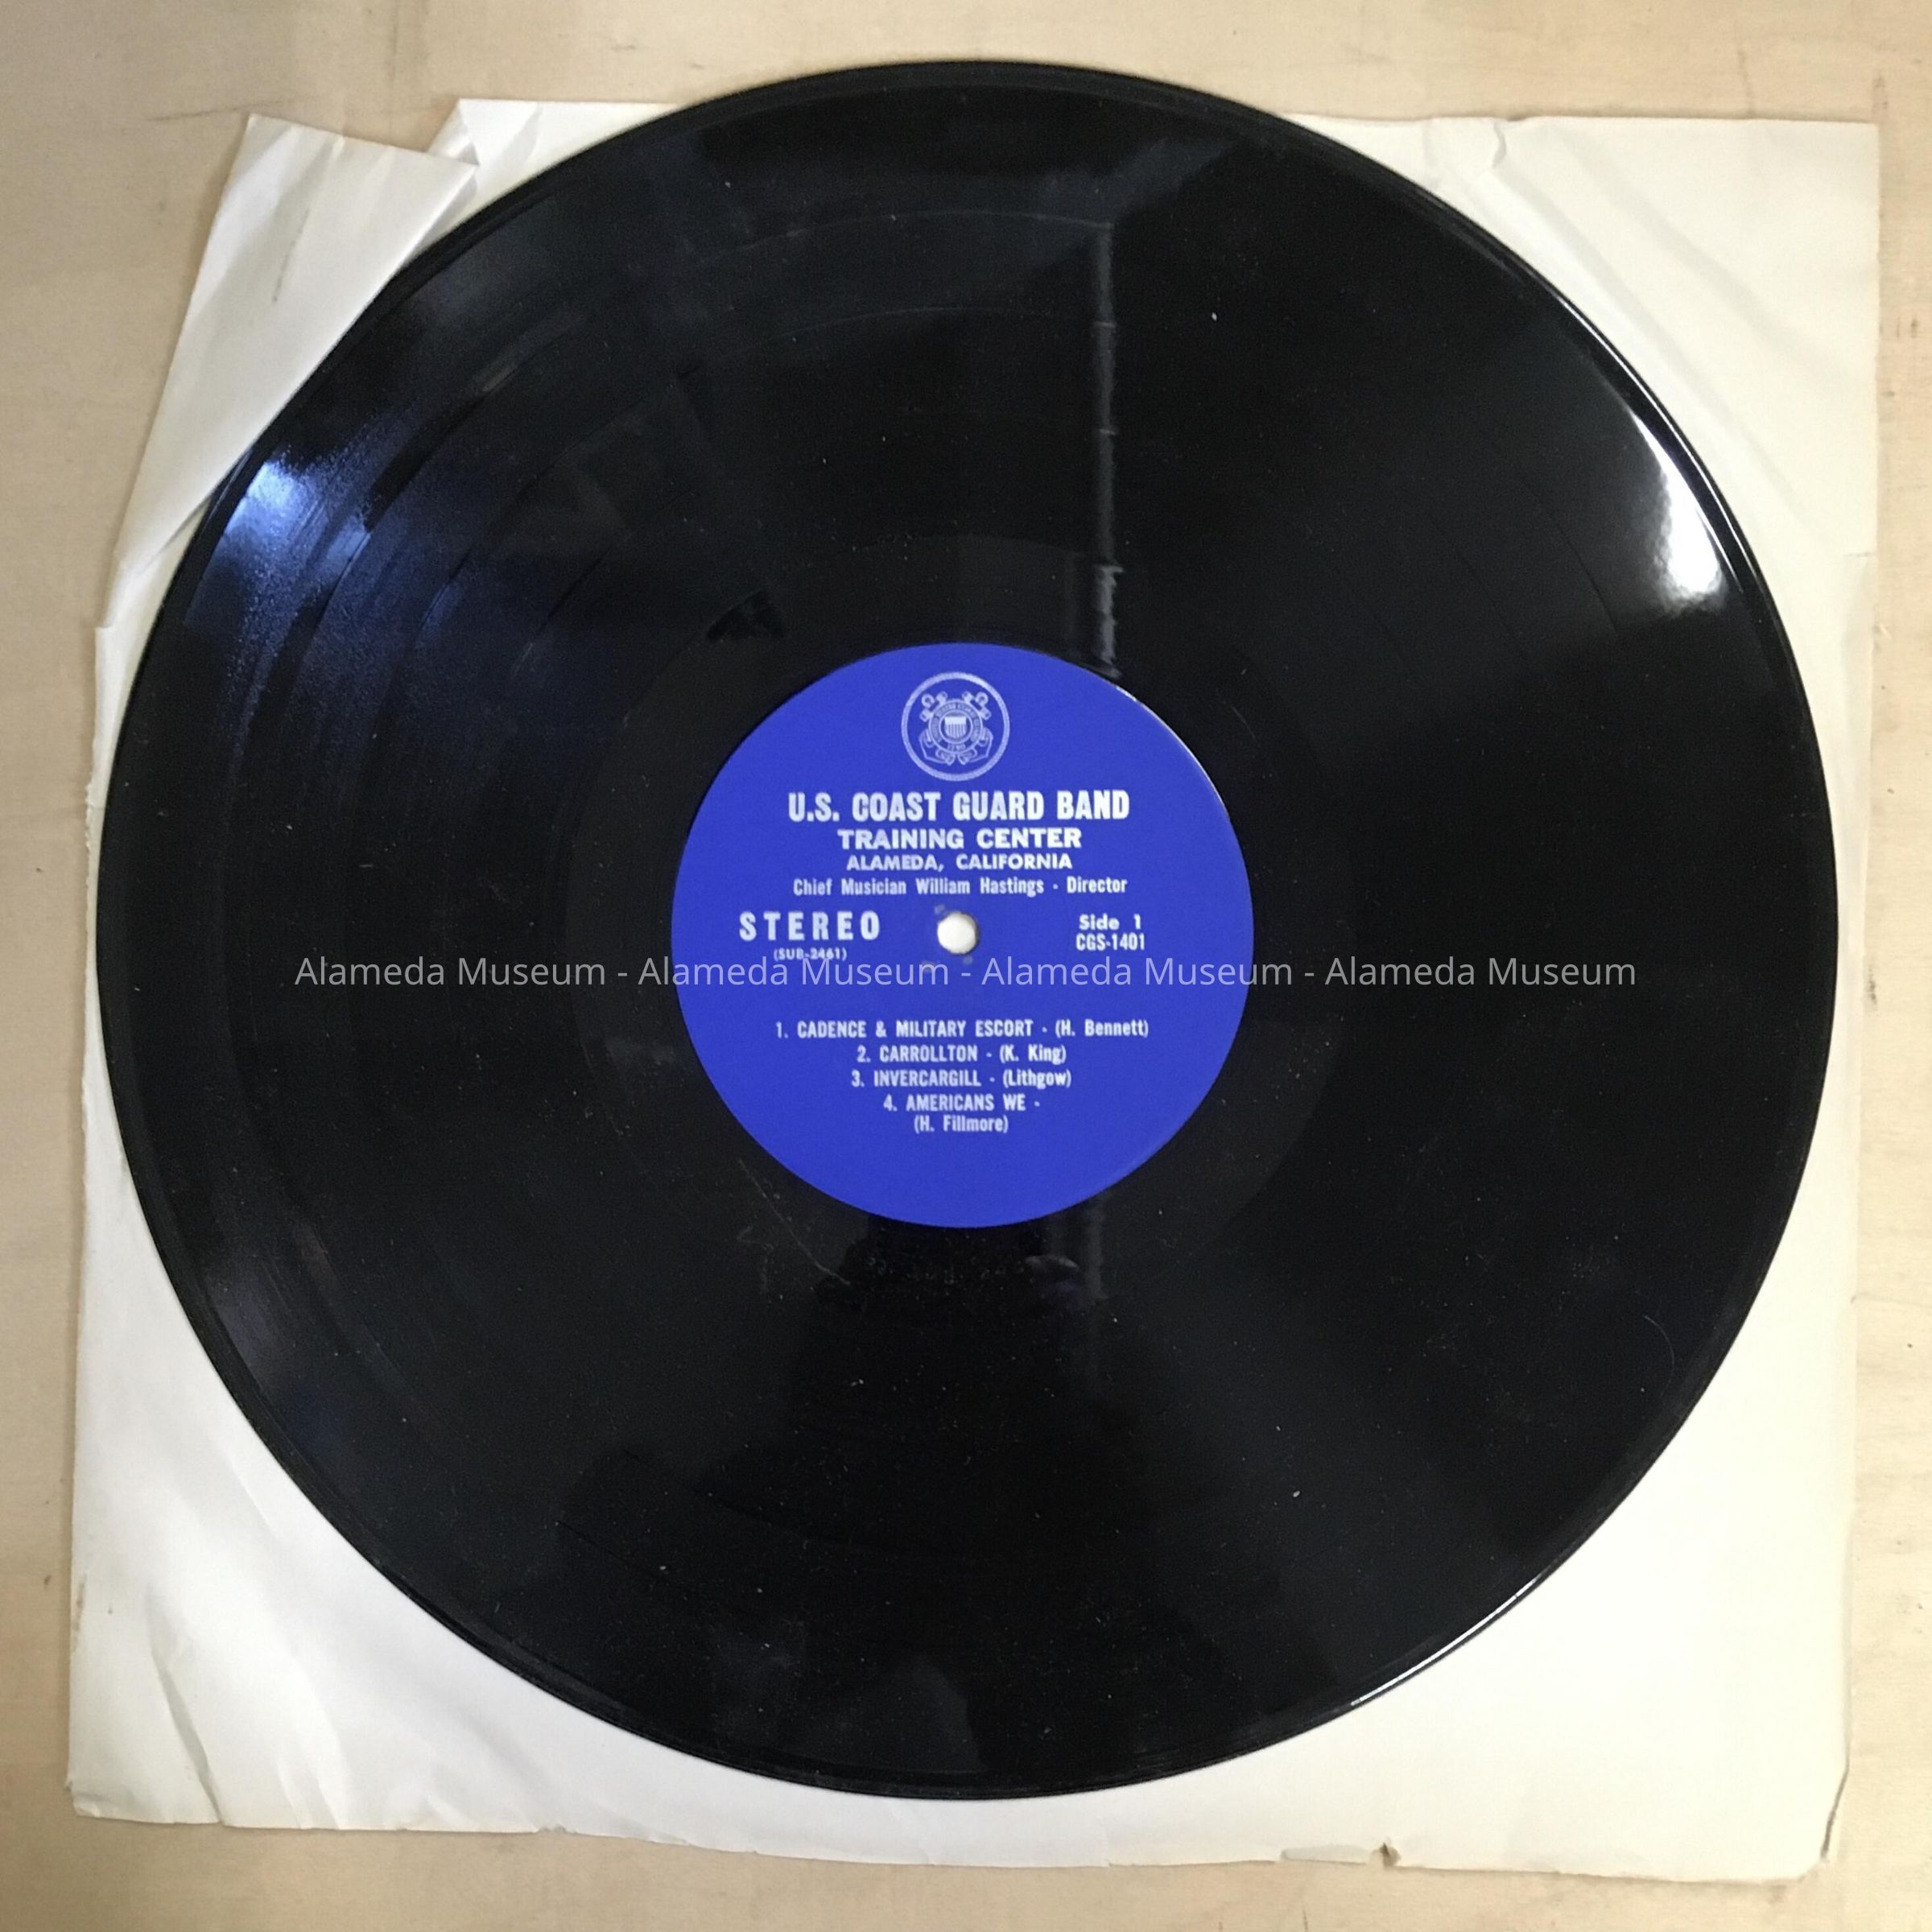 U.S. COAST GUARD BAND
TRAINING CENTER
ALAMEDA, CALIFORNIA
Chief Musician William Hastings - Director
STEREO
Side 1
(SUB-2461)
CGS-1401
Alameda Museum - Alameda Museum - Alameda Museum - Alameda Museum
1. CADENCE & MILITARY ESCORT - (H. Bennett)
2. CARROLLTON - (K. King)
3. INVERCARGILL - (Lithgow)
4. AMERICANS WE -
(H. Fillmore)